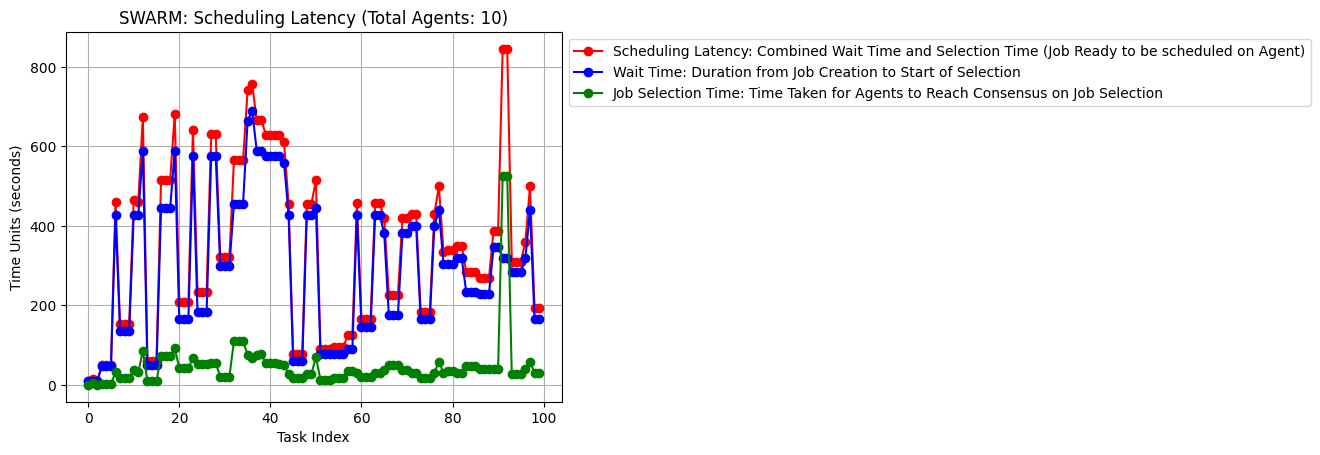 SWARM: Scheduling Latency (Total Agents: 10)
Scheduling Latency: Combined Wait Time and Selection Time (Job Ready to be scheduled on Agent)
Wait Time: Duration from Job Creation to Start of Selection
Job Selection Time: Time Taken for Agents to Reach Consensus on Job Selection
Time Units (seconds)
800
600
400
200
0
0 20 40 60 80 100
Task Index